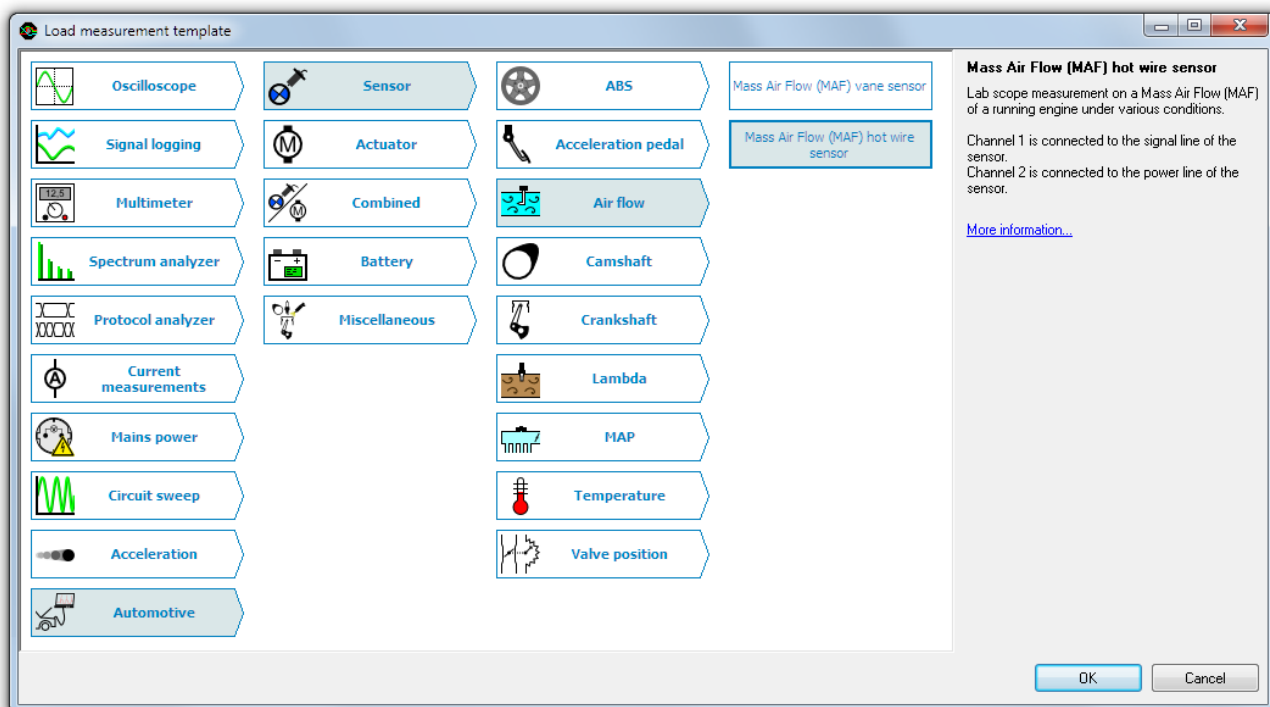 Load measurement template
Oscilloscope
Signal logging
12,5
Multimeter
Spectrum analyzer
Protocol analyzer
A
Current
measurements
Mains power
Circuit sweep
Acceleration
Automotive
Sensor
M
Actuator
M
Combined
- +
Battery
Miscellaneous
ABS
Acceleration pedal
Air flow
Camshaft
Crankshaft
Lambda
MAP
Temperature
Valve position
Mass Air Flow (MAF) vane sensor
Mass Air Flow (MAF) hot wire
sensor
Mass Air Flow (MAF) hot wire sensor
Lab scope measurement on a Mass Air Flow (MAF)
of a running engine under various conditions.
Channel 1 is connected to the signal line of the
sensor.
Channel 2 is connected to the power line of the
sensor.
More information...
OK
Cancel